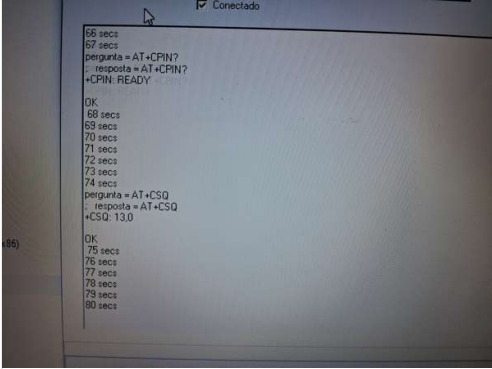 Conectado
66 secs
67 secs
pergunta = AT+CPIN?
; resposta = AT+CPIN?
+CPIN: READY
OK
68 secs
69 secs
70 secs
71 secs
72 secs
73 secs
74 secs
pergunta = AT+CSQ
; resposta = AT+CSQ
+CSQ: 13,0
OK
75 secs
76 secs
77 secs
78 secs
79 secs
80 secs
x86)